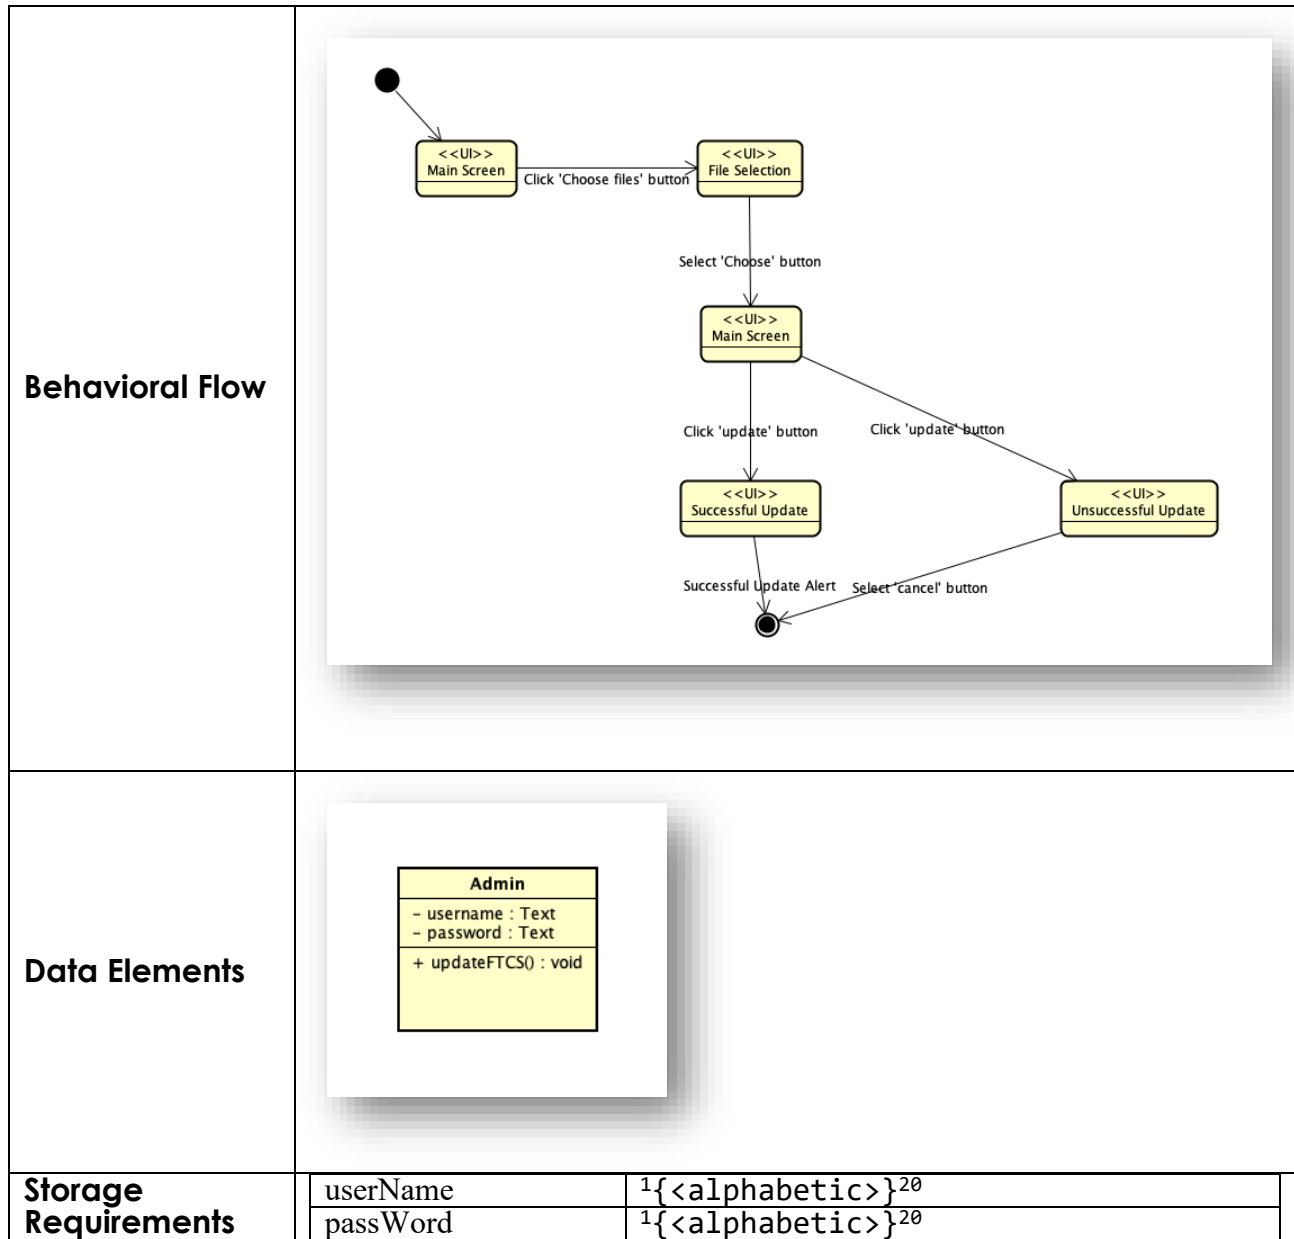 Behavioral Flow
<<UI>>
Main Screen
Click 'Choose files' button
<<UI>>
File Selection
Select 'Choose' button
<<UI>>
Main Screen
Click 'update' button
Click 'update' button
<<UI>>
Successful Update
<<UI>>
Unsuccessful Update
Successful Update Alert
Select 'cancel' button
Data Elements
Admin
- username : Text
- password : Text
+ updateFTCS() : void
Storage
Requirements
userName
¹{<alphabetic>}²⁰
passWord
¹{<alphabetic>}²⁰